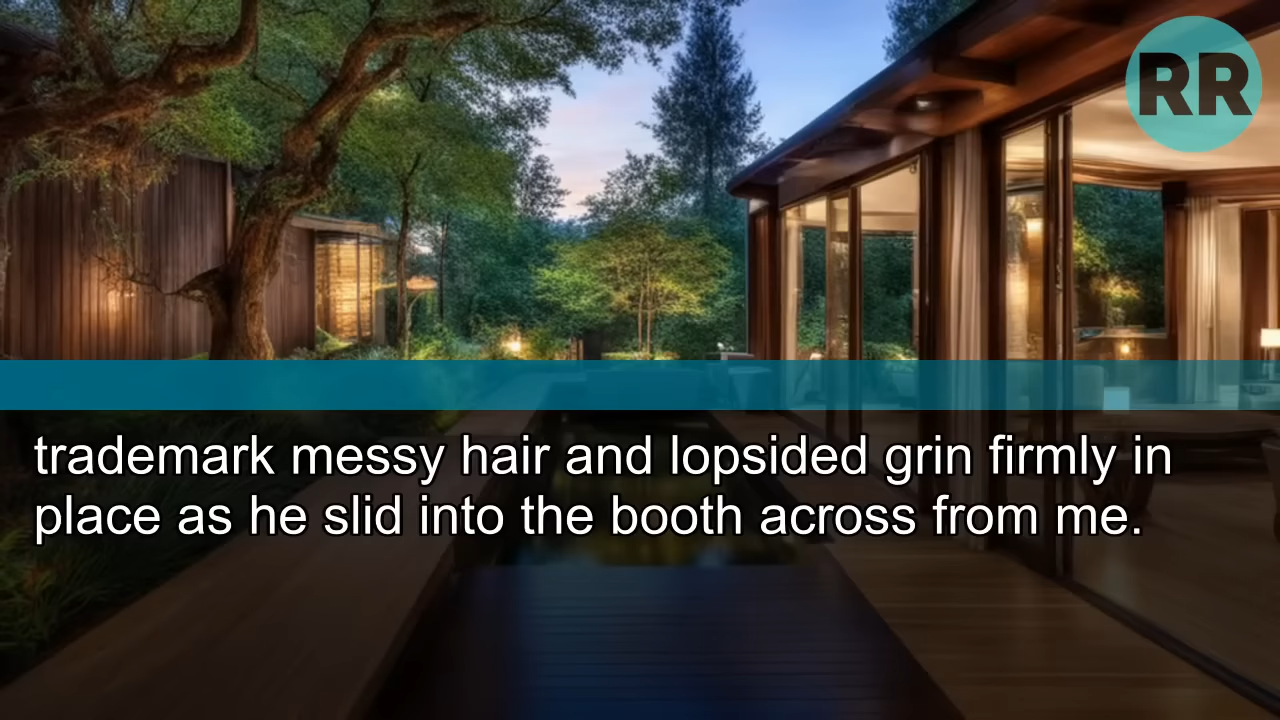 RR
trademark messy hair and lopsided grin firmly in
place as he slid into the booth across from me.